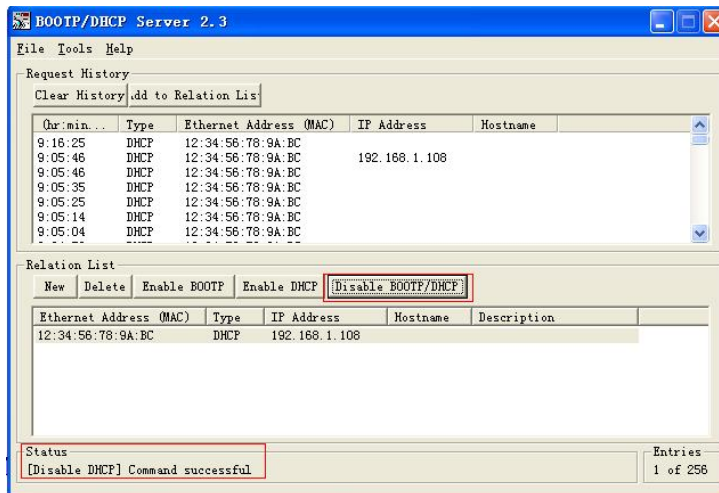 BOOTP/DHCP Server 2.3
File Tools Help
Request History
Clear History dd to Relation Lis
(hr:min... Type Ethernet Address (MAC) IP Address Hostname
9:16:25 DHCP 12:34:56:78:9A:BC
9:05:46 DHCP 12:34:56:78:9A:BC 192.168.1.108
9:05:46 DHCP 12:34:56:78:9A:BC
9:05:35 DHCP 12:34:56:78:9A:BC
9:05:25 DHCP 12:34:56:78:9A:BC
9:05:14 DHCP 12:34:56:78:9A:BC
9:05:04 DHCP 12:34:56:78:9A:BC
Relation List
New Delete Enable BOOTP Enable DHCP Disable BOOTP/DHCP
Ethernet Address (MAC) Type IP Address Hostname Description
12:34:56:78:9A:BC DHCP 192.168.1.108
Status
[Disable DHCP] Command successful
Entries
1 of 256